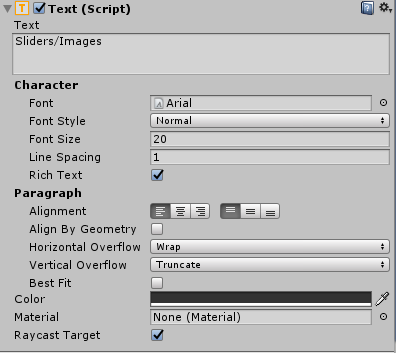 Text (Script)
Text
Sliders/Images
Character
Font Arial
Font Style Normal
Font Size 20
Line Spacing 1
Rich Text
Paragraph
Alignment
Align By Geometry
Horizontal Overflow Wrap
Vertical Overflow Truncate
Best Fit
Color
Material None (Material)
Raycast Target